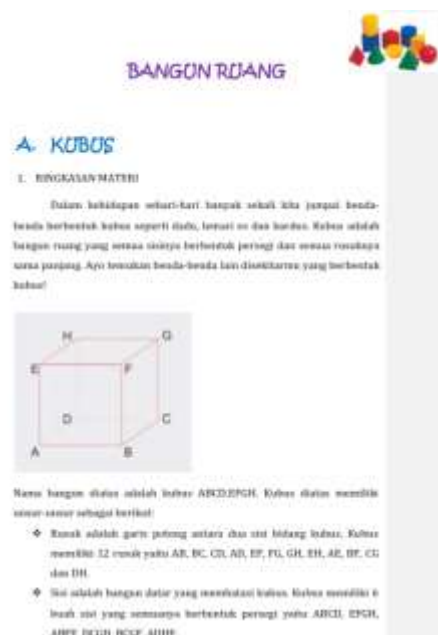 BANGUN RUANG
A. KUBUS
1. RINGKASAN MATERI
Dalam kehidupan sehari-hari banyak sekali kita jumpai benda-
benda berbentuk kubus seperti dadu, lemari es dan kardus. Kubus adalah
bangun ruang yang semua sisinya berbentuk persegi dan semua rusuknya
sama panjang. Ayo temukan benda-benda lain disekitarmu yang berbentuk
kubus!
H G
E F
D C
A B
Nama bangun diatas adalah kubus ABCD.EFGH. Kubus diatas memiliki
unsur-unsur sebagai berikut:
❖ Rusuk adalah garis potong antara dua sisi bidang kubus. Kubus
memiliki 12 rusuk yaitu AB, BC, CD, AD, EF, FG, GH, EH, AE, BF, CG
dan DH.
❖ Sisi adalah bangun datar yang membatasi kubus. Kubus memiliki 6
buah sisi yang semuanya berbentuk persegi yaitu ABCD, EFGH,
ABFE, DCGH, BCGF, ADHE